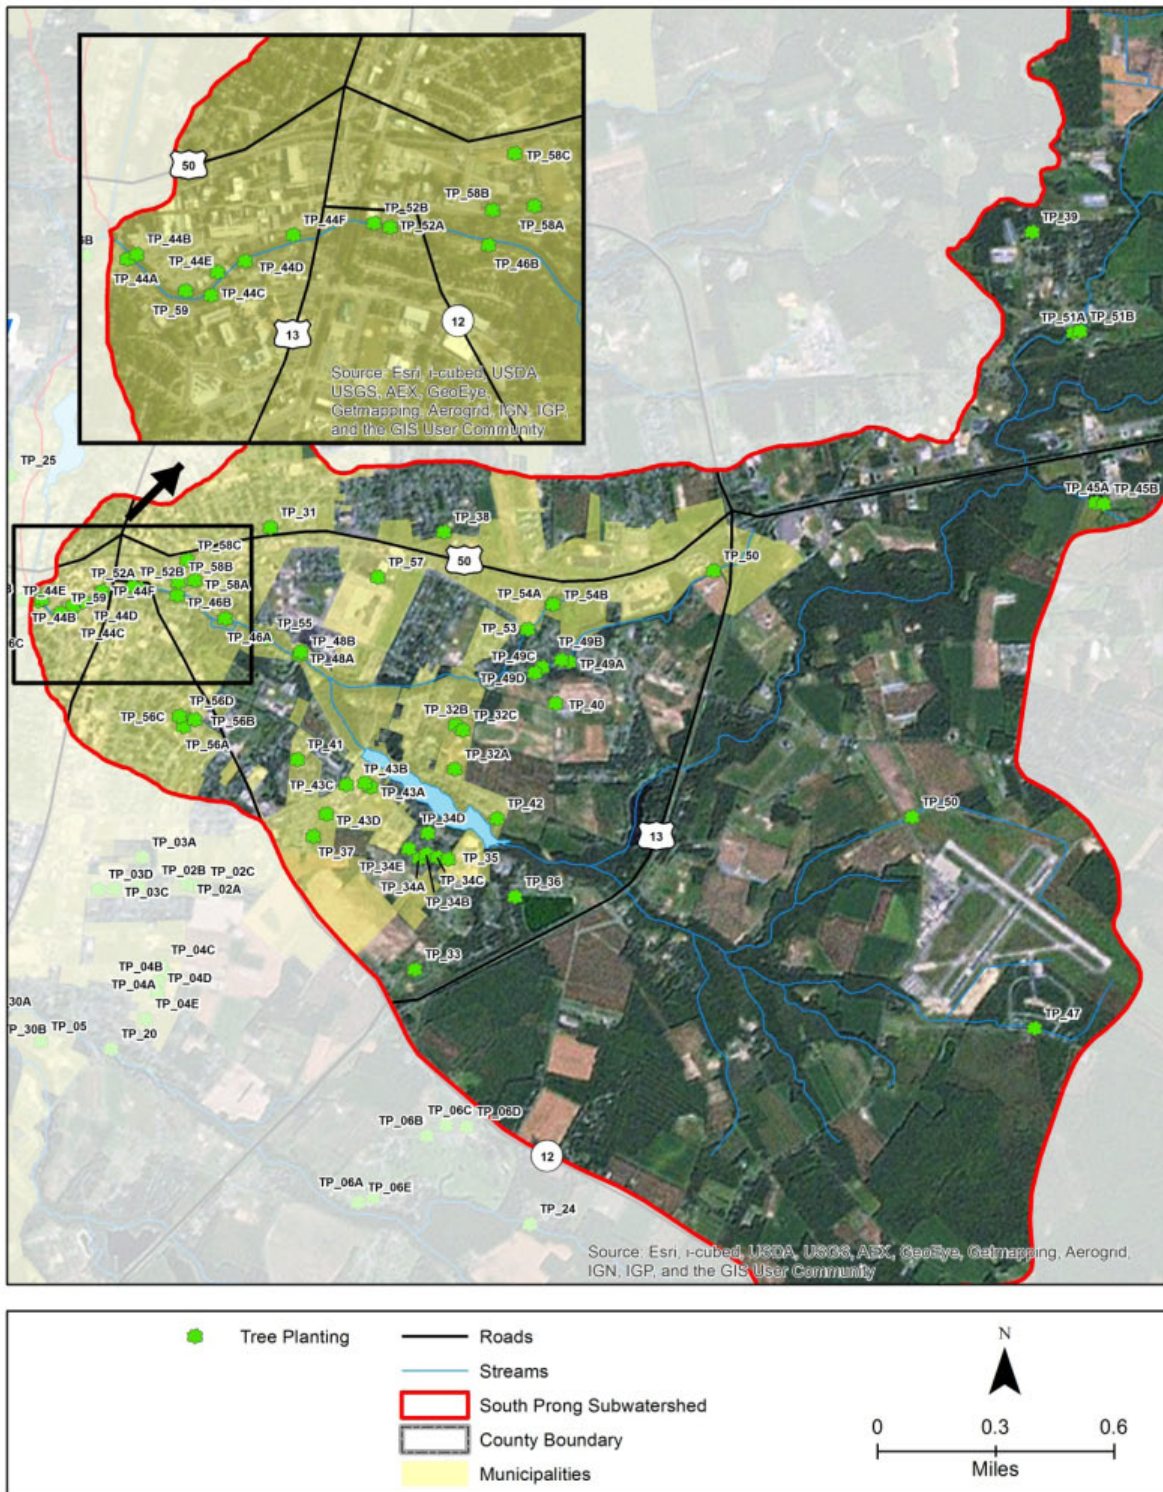 50
TP_58C
TP_58B
TP_52B
TP_44F
TP_52A
TP_58A
TP_44B
TP_44E
TP_44D
TP_46B
TP_44A
TP_44C
TP_59
12
13
Source: Esri, i-cubed, USDA,
USGS, AEX, GeoEye,
Getmapping, Aerogrid, IGN, IGP,
and the GIS User Community
TP_39
TP_51A
TP_51B
TP_25
TP_45A
TP_45B
TP_31
TP_38
TP_58C
50
TP_50
TP_52A
TP_52B
TP_58B
TP_57
TP_44E
TP_59
TP_44F
TP_58A
TP_54A
TP_54B
TP_44B
TP_44D
TP_46B
TP_44C
TP_46A
TP_55
TP_53
6C
TP_48B
TP_49B
TP_48A
TP_49C
TP_49A
TP_49D
TP_56D
TP_40
TP_56C
TP_56B
TP_32B
TP_32C
TP_56A
TP_41
TP_32A
TP_43B
TP_43C
TP_43A
TP_42
TP_50
TP_43D
TP_34D
13
TP_03A
TP_37
TP_34E
TP_35
TP_03D
TP_02B
TP_02C
TP_34A
TP_34C
TP_03C
TP_02A
TP_34B
TP_36
TP_04C
TP_33
TP_04B
TP_04D
TP_04A
30A
TP_04E
TP_47
TP_30B
TP_05
TP_20
TP_06C
TP_06D
TP_06B
12
TP_06A
TP_06E
TP_24
Source: Esri, i-cubed, USDA, USGS, AEX, GeoEye, Getmapping, Aerogrid,
IGN, IGP, and the GIS User Community
Tree Planting
Roads
Streams
South Prong Subwatershed
County Boundary
Municipalities
N
0 0.3 0.6
Miles